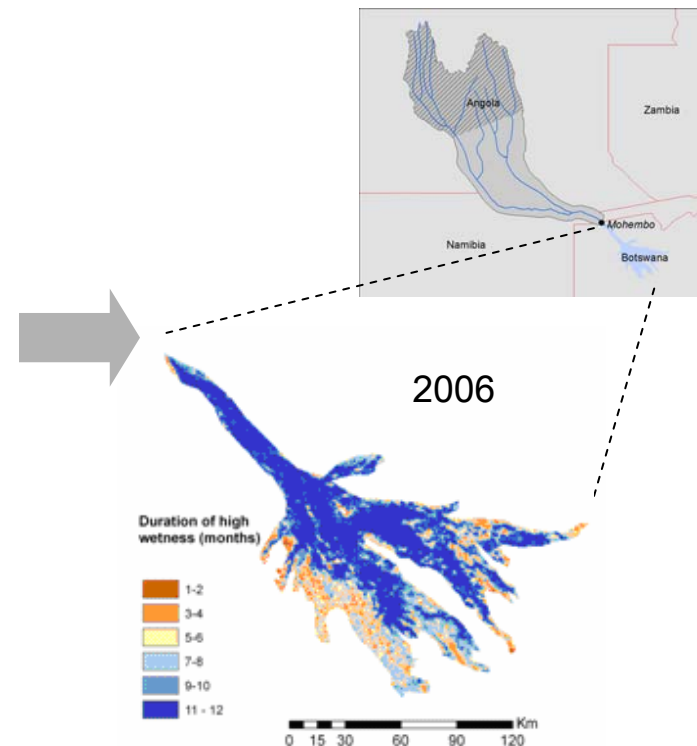 Angola
Zambia
Mohembo
Namibia
Botswana
2006
Duration of high
wetness (months)
1-2
3-4
5-6
7-8
9-10
11 - 12
Km
0 15 30 60 90 120